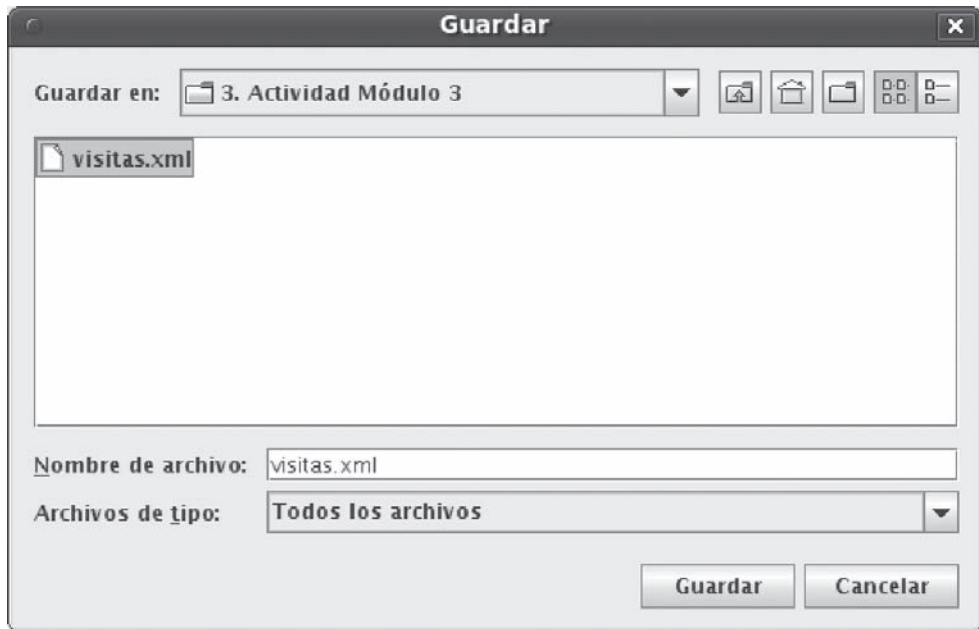 Guardar
Guardar en: 3. Actividad Módulo 3
visitas.xml
Nombre de archivo: visitas.xml
Archivos de tipo: Todos los archivos
Guardar Cancelar